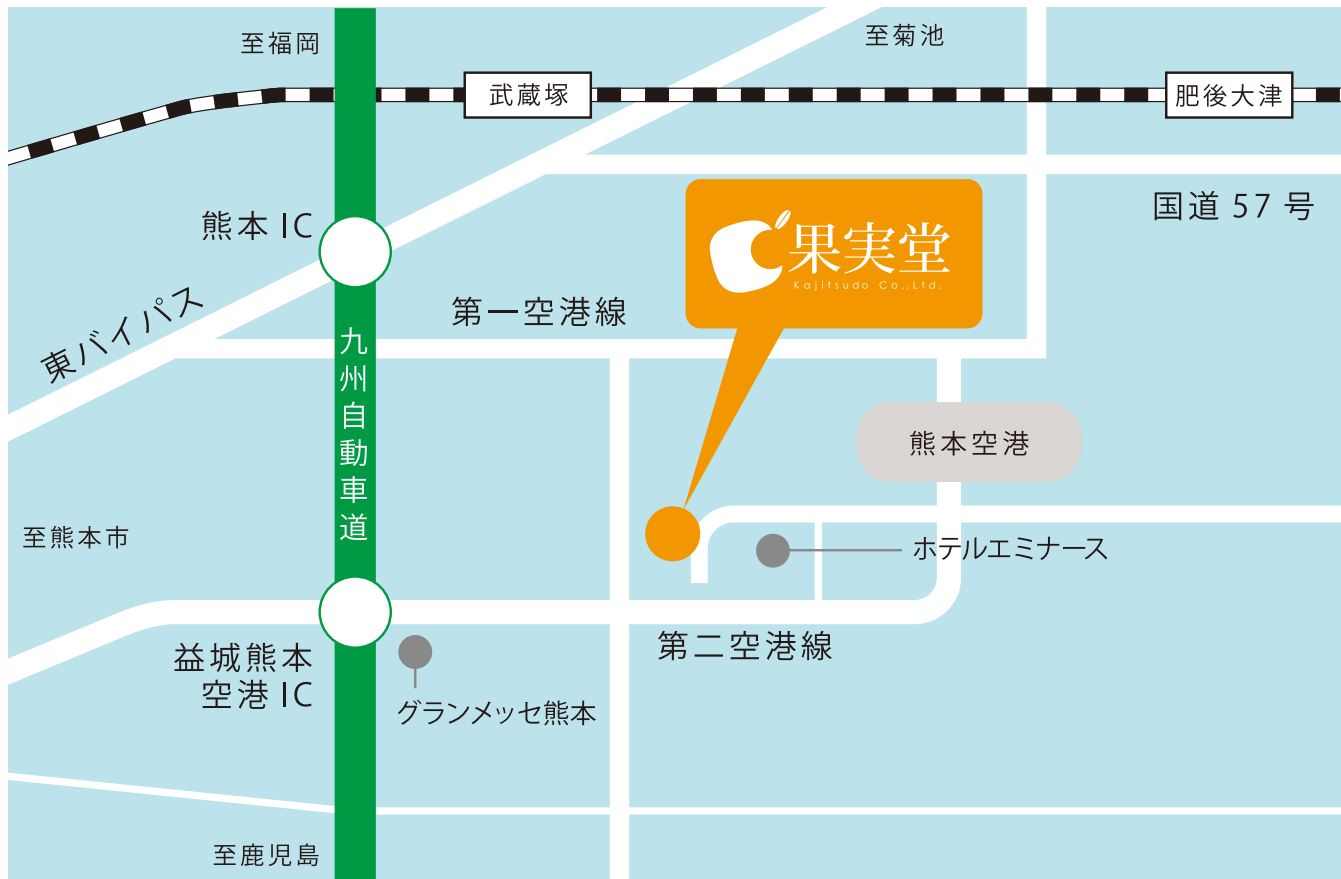 至福岡
至菊池
武蔵塚
肥後大津
国道 57 号
熊本 IC
果実堂
Kajitsudo Co.,Ltd.
東バイパス
第一空港線
九州自動車道
熊本空港
至熊本市
ホテルエミナース
第二空港線
益城熊本
空港 IC
グランメッセ熊本
至鹿児島